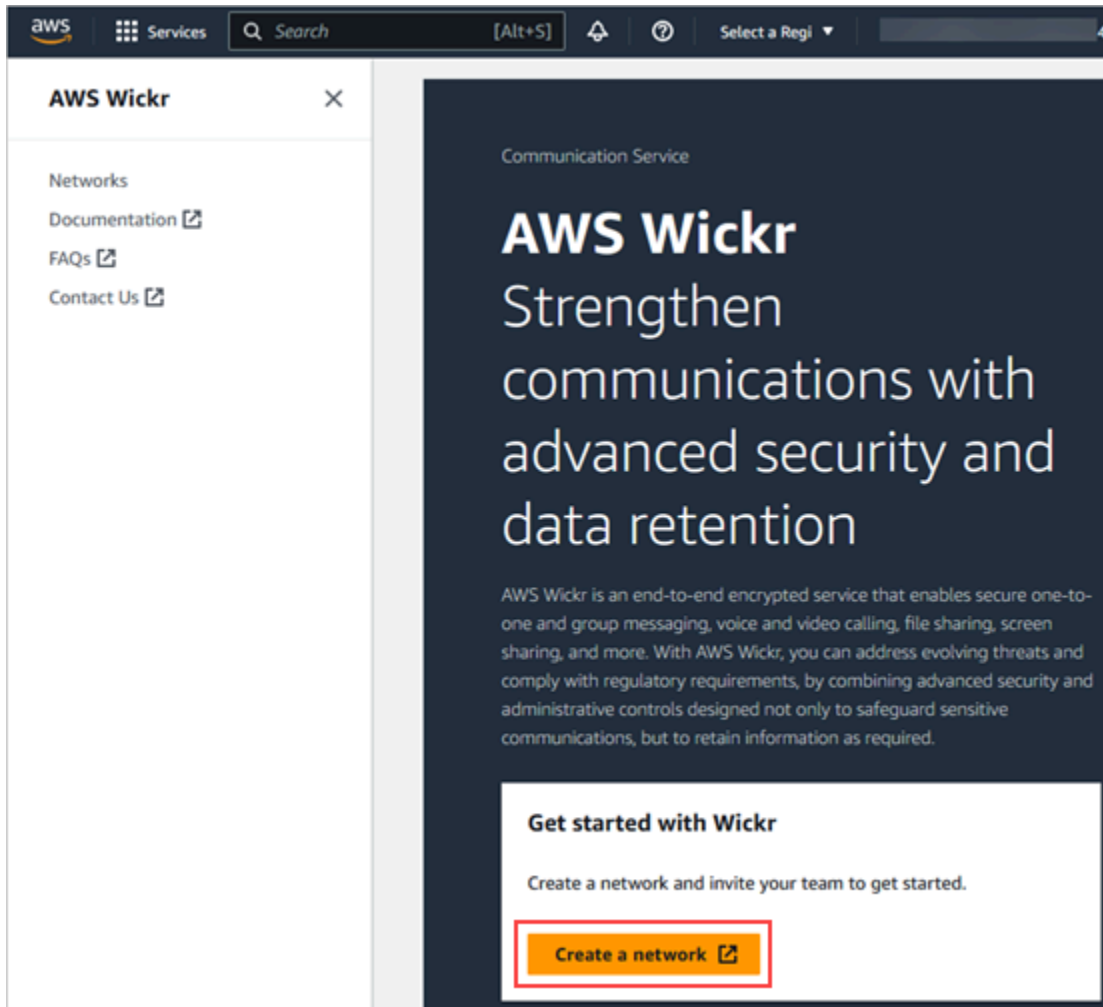 aws Services Search [Alt+S] Select a Regi
AWS Wickr
Networks
Documentation
FAQs
Contact Us
Communication Service
AWS Wickr
Strengthen
communications with
advanced security and
data retention
AWS Wickr is an end-to-end encrypted service that enables secure one-to-
one and group messaging, voice and video calling, file sharing, screen
sharing, and more. With AWS Wickr, you can address evolving threats and
comply with regulatory requirements, by combining advanced security and
administrative controls designed not only to safeguard sensitive
communications, but to retain information as required.
Get started with Wickr
Create a network and invite your team to get started.
Create a network